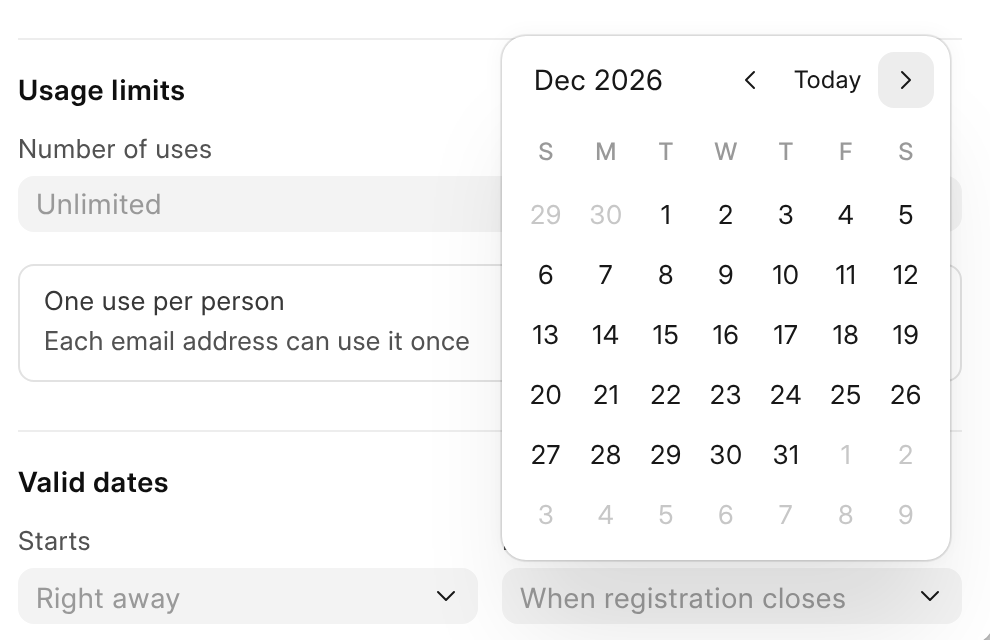 Usage limits
Number of uses
Unlimited
One use per person
Each email address can use it once
Valid dates
Starts
Right away
Dec 2026
Today
S M T W T F S
29 30 1 2 3 4 5
6 7 8 9 10 11 12
13 14 15 16 17 18 19
20 21 22 23 24 25 26
27 28 29 30 31 1 2
3 4 5 6 7 8 9
When registration closes